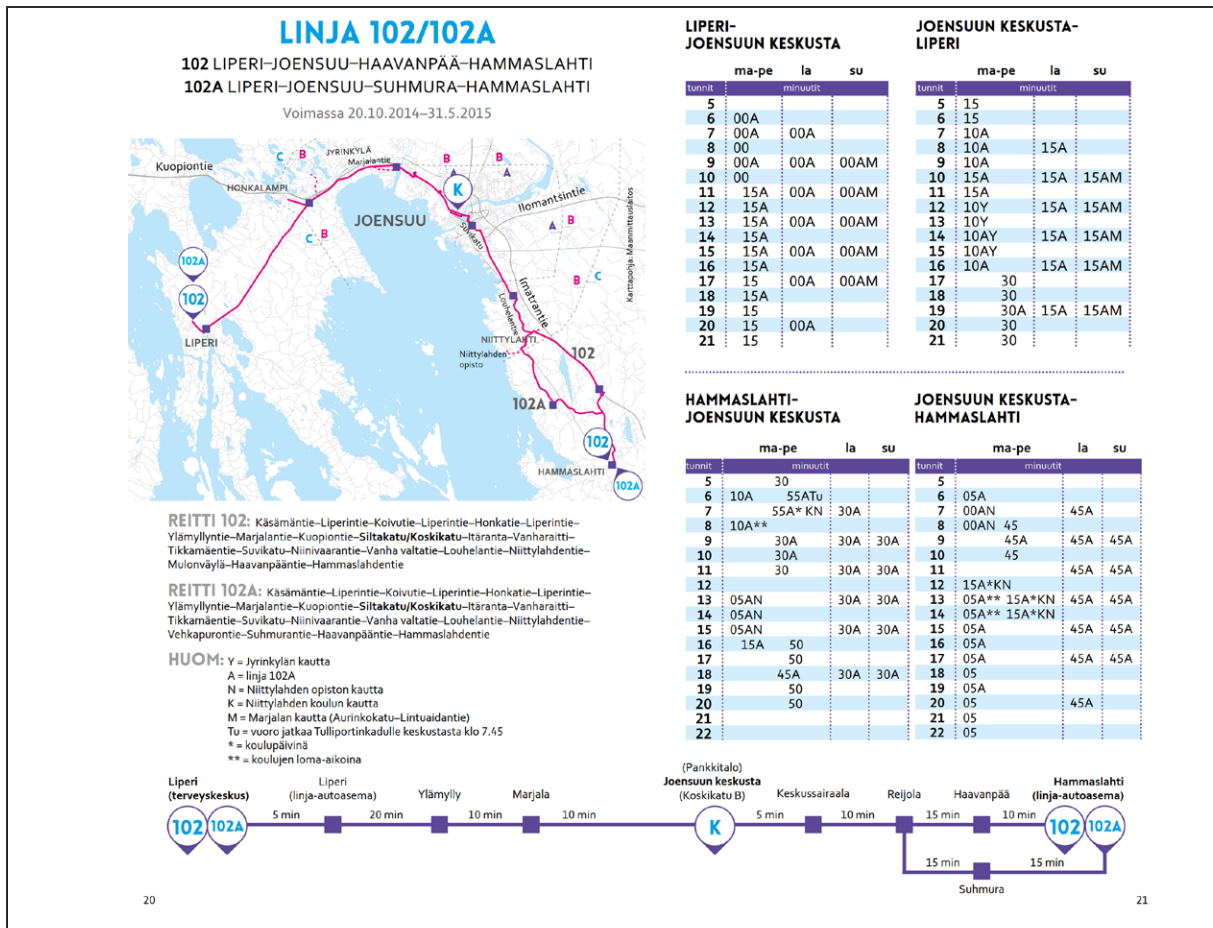 LINJA 102/102A
102 LIPERI–JOENSUU–HAAVANPÄÄ–HAMMASLAHTI
102A LIPERI–JOENSUU–SUHMURA–HAMMASLAHTI
Voimassa 20.10.2014–31.5.2015
Kuopiontie
C
B
JYRINKYLÄ
Marjalantie
B
B
A
A
HONKALAMPI
K
Ilomantsintie
JOENSUU
Suvikatu
C
B
A
B
B
C
102A
102
LIPERI
Imatrantie
Louhelantie
NIITTYLAHTI
Niittylahden
opisto
102
102A
102
HAMMASLAHTI
102A
Karttapohja: Maanmittauslaitos
REITTI 102: Käsämäntie–Liperintie–Koivutie–Liperintie–Honkatie–Liperintie–
Ylämyllyntie–Marjalantie–Kuopiontie–Siltakatu/Koskikatu–Itäranta–Vanharaitti–
Tikkamäentie–Suvikatu–Niinivaarantie–Vanha valtatie–Louhelantie–Niittylahdentie–
Mulonväylä–Haavanpääntie–Hammaslahdentie
REITTI 102A: Käsämäntie–Liperintie–Koivutie–Liperintie–Honkatie–Liperintie–
Ylämyllyntie–Marjalantie–Kuopiontie–Siltakatu/Koskikatu–Itäranta–Vanharaitti–
Tikkamäentie–Suvikatu–Niinivaarantie–Vanha valtatie–Louhelantie–Niittylahdentie–
Vehkapurontie–Suhmurantie–Haavanpääntie–Hammaslahdentie
HUOM: Y = Jyrinkylän kautta
A = linja 102A
N = Niittylahden opiston kautta
K = Niittylahden koulun kautta
M = Marjalan kautta (Aurinkokatu–Lintuaidantie)
Tu = vuoro jatkaa Tulliportinkadulle keskustasta klo 7.45
* = koulupäivinä
** = koulujen loma-aikoina
LIPERI–
JOENSUUN KESKUSTA
ma-pe la su
tunnit minuutit
5
6 00A
7 00A 00A
8 00
9 00A 00A 00AM
10 00
11 15A 00A 00AM
12 15A
13 15A 00A 00AM
14 15A
15 15A 00A 00AM
16 15A
17 15 00A 00AM
18 15A
19 15
20 15 00A
21 15
JOENSUUN KESKUSTA–
LIPERI
ma-pe la su
tunnit minuutit
5 15
6 15
7 10A
8 10A 15A
9 10A
10 15A 15A 15AM
11 15A
12 10Y 15A 15AM
13 10Y
14 10AY 15A 15AM
15 10AY
16 10A 15A 15AM
17 30
18 30
19 30A 15A 15AM
20 30
21 30
HAMMASLAHTI–
JOENSUUN KESKUSTA
ma-pe la su
tunnit minuutit
5 30
6 10A 55ATu
7 55A* KN 30A
8 10A**
9 30A 30A 30A
10 30A
11 30 30A 30A
12
13 05AN 30A 30A
14 05AN
15 05AN 30A 30A
16 15A 50
17 50
18 45A 30A 30A
19 50
20 50
21
22
JOENSUUN KESKUSTA–
HAMMASLAHTI
ma-pe la su
tunnit minuutit
5
6 05A
7 00AN 45A
8 00AN 45
9 45A 45A 45A
10 45
11 45A 45A
12 15A*KN
13 05A** 15A*KN 45A 45A
14 05A** 15A*KN
15 05A 45A 45A
16 05A
17 05A 45A 45A
18 05
19 05A
20 05 45A
21 05
22 05
Liperi
(terveyskeskus)
102 102A
5 min
Liperi
(linja-autoasema)
20 min
Ylämylly
10 min
Marjala
10 min
(Pankkitalo)
Joensuun keskusta
(Koskikatu B)
K
5 min
Keskussairaala
10 min
Reijola
15 min
Haavanpää
10 min
Hammaslahti
(linja-autoasema)
102 102A
15 min
15 min
Suhmura
20
21